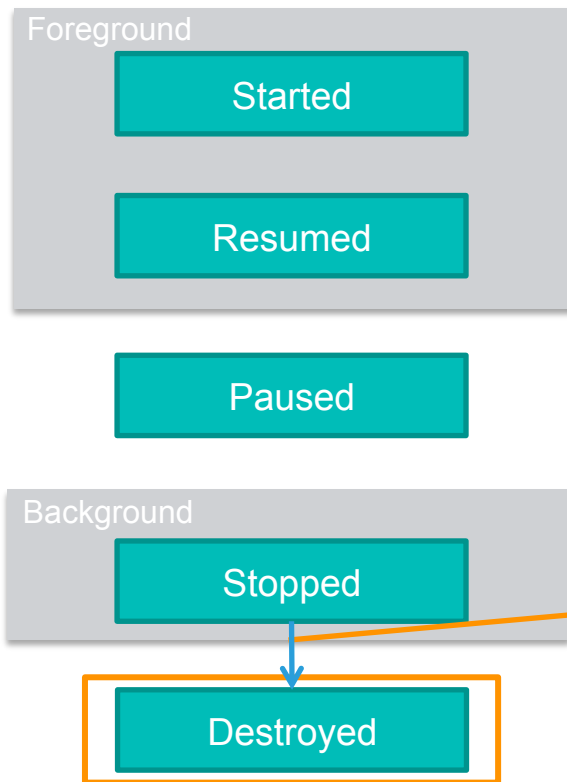 Foreground
Started
Resumed
Paused
Background
Stopped
Destroyed